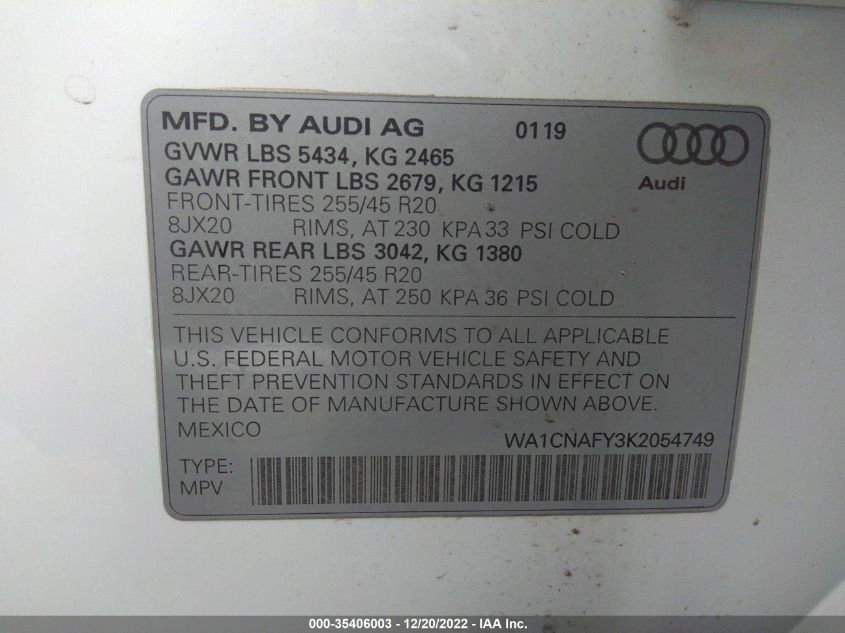 MFD. BY AUDI AG 0119
GVWR LBS 5434, KG 2465
GAWR FRONT LBS 2679, KG 1215
Audi
FRONT-TIRES 255/45 R20
8JX20 RIMS, AT 230 KPA 33 PSI COLD
GAWR REAR LBS 3042, KG 1380
REAR-TIRES 255/45 R20
8JX20 RIMS, AT 250 KPA 36 PSI COLD
THIS VEHICLE CONFORMS TO ALL APPLICABLE
U.S. FEDERAL MOTOR VEHICLE SAFETY AND
THEFT PREVENTION STANDARDS IN EFFECT ON
THE DATE OF MANUFACTURE SHOWN ABOVE.
MEXICO WA1CNAFY3K2054749
TYPE:
MPV
000-35406003 - 12/20/2022 - IAA Inc.